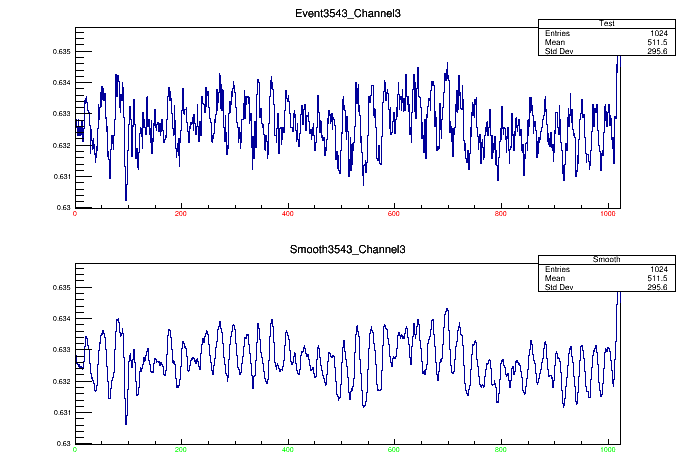 Event3543_Channel3
Test
Entries 1024
Mean 511.5
Std Dev 295.6
0.635
0.634
0.633
0.632
0.631
0.63
0 200 400 600 800 1000
Smooth3543_Channel3
Smooth
Entries 1024
Mean 511.5
Std Dev 295.6
0.635
0.634
0.633
0.632
0.631
0.63
0 200 400 600 800 1000